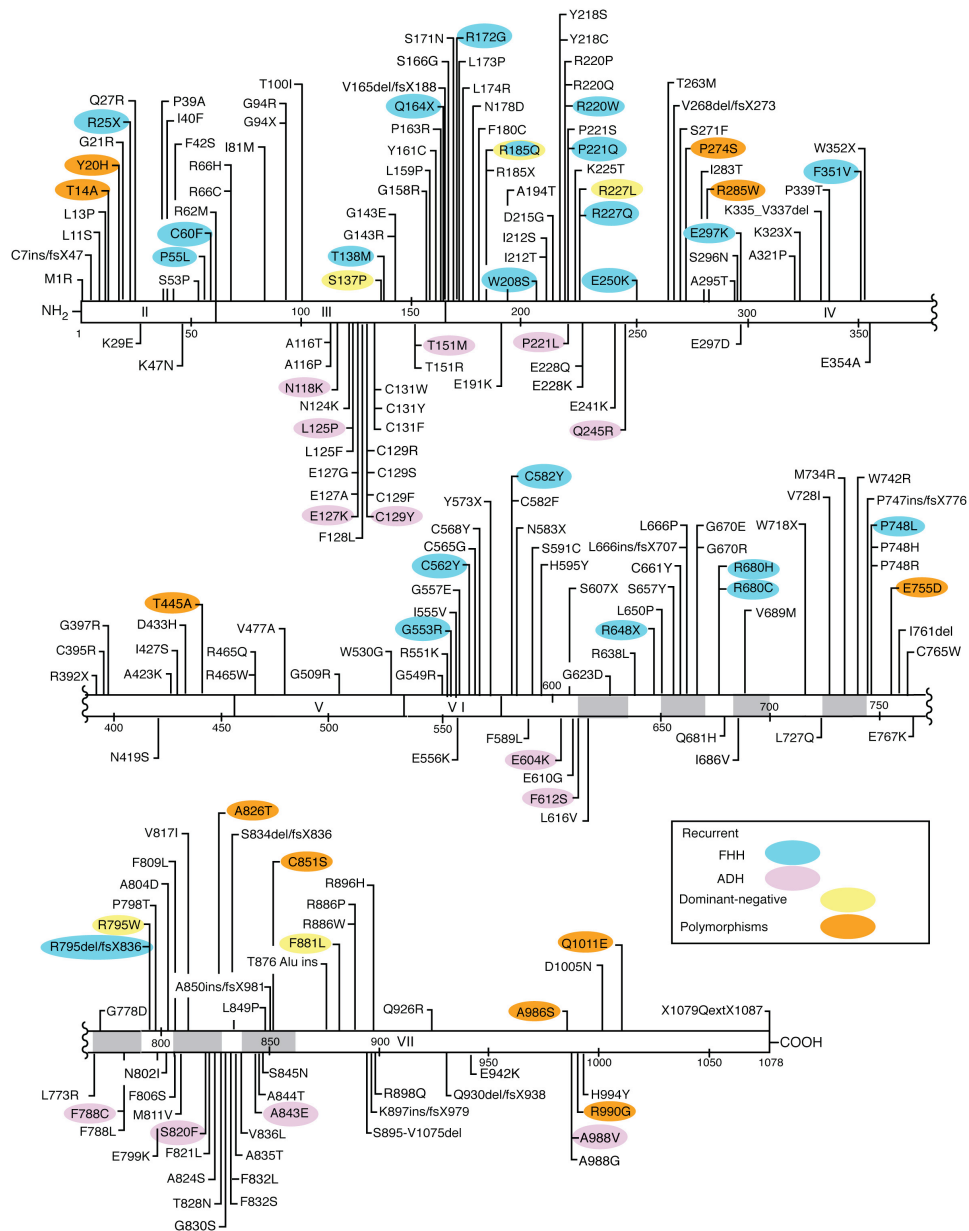 Y218S
S171N
R172G
Y218C
S166G
L173P
R220P
T100I
V165del/fsX188
L174R
R220Q
T263M
Q27R
P39A
G94R
Q164X
N178D
R220W
V268del/fsX273
R25X
I40F
G94X
P163R
F180C
P221S
S271F
G21R
F42S
I81M
Y161C
R185Q
P221Q
P274S
W352X
Y20H
R66H
L159P
R185X
K225T
I283T
F351V
T14A
R66C
G158R
A194T
R227L
R285W
P339T
L13P
R62M
G143E
D215G
R227Q
K335_V337del
L11S
C60F
G143R
I212S
E297K
K323X
C7ins/fsX47
P55L
T138M
I212T
S296N
A321P
M1R
S53P
S137P
W208S
E250K
A295T
NH2
II
III
IV
1
50
100
150
200
250
300
350
K29E
A116T
T151M
P221L
E297D
K47N
A116P
T151R
E228Q
E354A
N118K
C131W
E191K
E228K
N124K
C131Y
E241K
L125P
C131F
Q245R
L125F
C129R
E127G
C129S
E127A
C129F
E127K
C129Y
F128L
C582Y
M734R
W742R
Y573X
C582F
V728I
P747ins/fsX776
C568Y
N583X
L666P
G670E
W718X
P748L
C565G
S591C
L666ins/fsX707
G670R
P748H
C562Y
H595Y
C661Y
R680H
P748R
G557E
S607X
S657Y
R680C
E755D
T445A
I555V
L650P
V689M
G397R
D433H
V477A
G553R
R648X
I761del
C395R
I427S
R465Q
W530G
R551K
R638L
C765W
R392X
A423K
R465W
G509R
G549R
G623D
600
700
750
400
450
V
500
VI
550
650
N419S
E556K
F589L
Q681H
L727Q
E767K
E604K
I686V
E610G
F612S
L616V
A826T
V817I
S834del/fsX836
F809L
C851S
A804D
R896H
P798T
R886P
R795W
R886W
R795del/fsX836
F881L
Q1011E
T876 Alu ins
D1005N
A850ins/fsX981
G778D
L849P
Q926R
A986S
X1079QextX1087
800
850
900
VII
950
1000
1050
1078
COOH
L773R
N802I
S845N
E942K
F788C
F806S
A844T
R898Q
Q930del/fsX938
H994Y
F788L
M811V
A843E
K897ins/fsX979
R990G
E799K
S820F
V836L
S895-V1075del
A988V
F821L
A835T
A988G
A824S
F832L
T828N
F832S
G830S
Recurrent
FHH
ADH
Dominant-negative
Polymorphisms